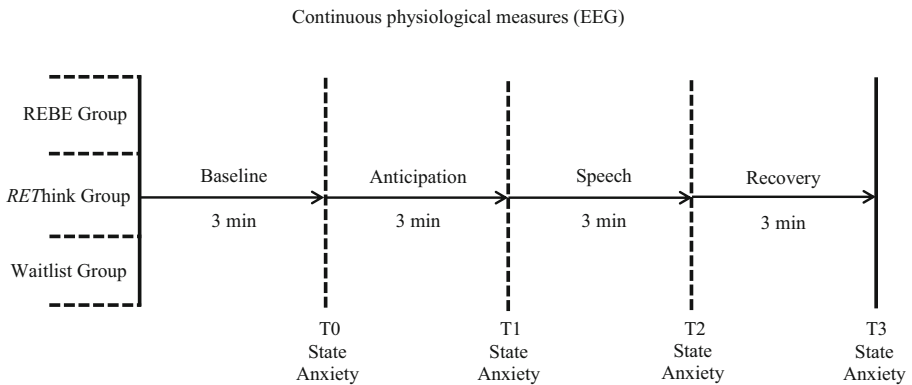 Continuous physiological measures (EEG)
REBE Group
REThink Group
Waitlist Group
Baseline
3 min
Anticipation
3 min
Speech
3 min
Recovery
3 min
T0
State
Anxiety
T1
State
Anxiety
T2
State
Anxiety
T3
State
Anxiety